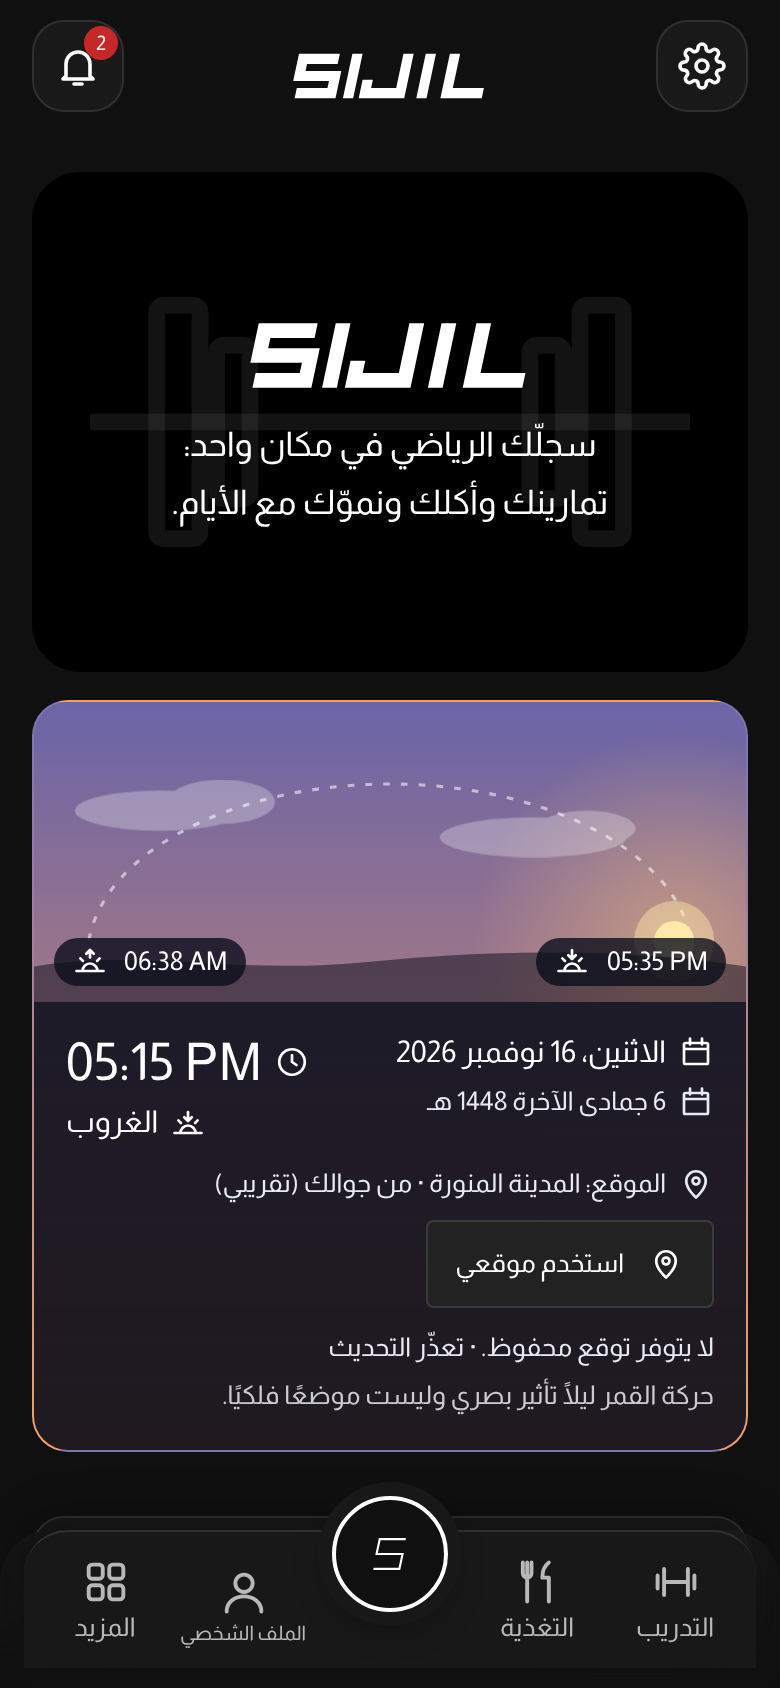 2
SIJIL
SIJIL
سجلّك الرياضي في مكان واحد:
تمارينك وأكلك ونموّك مع الأيام.
05:35 PM
06:38 AM
الاثنين، 16 نوفمبر 2026
05:15 PM
6 جمادى الآخرة 1448 هـ
الغروب
الموقع: المدينة المنورة · من جوالك (تقريبي)
استخدم موقعي
لا يتوفر توقع محفوظ. · تعذّر التحديث
حركة القمر ليلاً تأثير بصري وليست موضعًا فلكيًا.
S
التدريب
التغذية
الملف الشخصي
المزيد